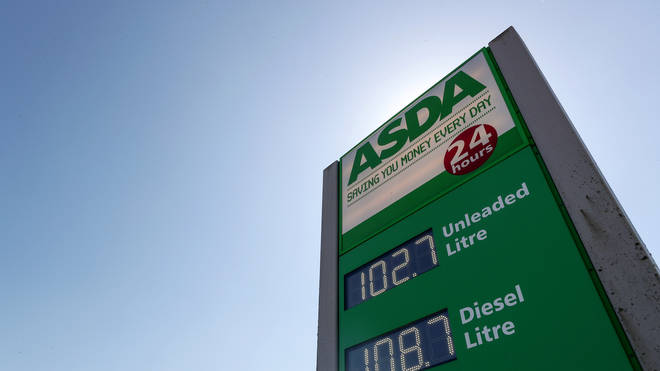 ASDA
SAVING YOU MONEY EVERY DAY
24
hours
102.7
Unleaded
Litre
108.7
Diesel
Litre